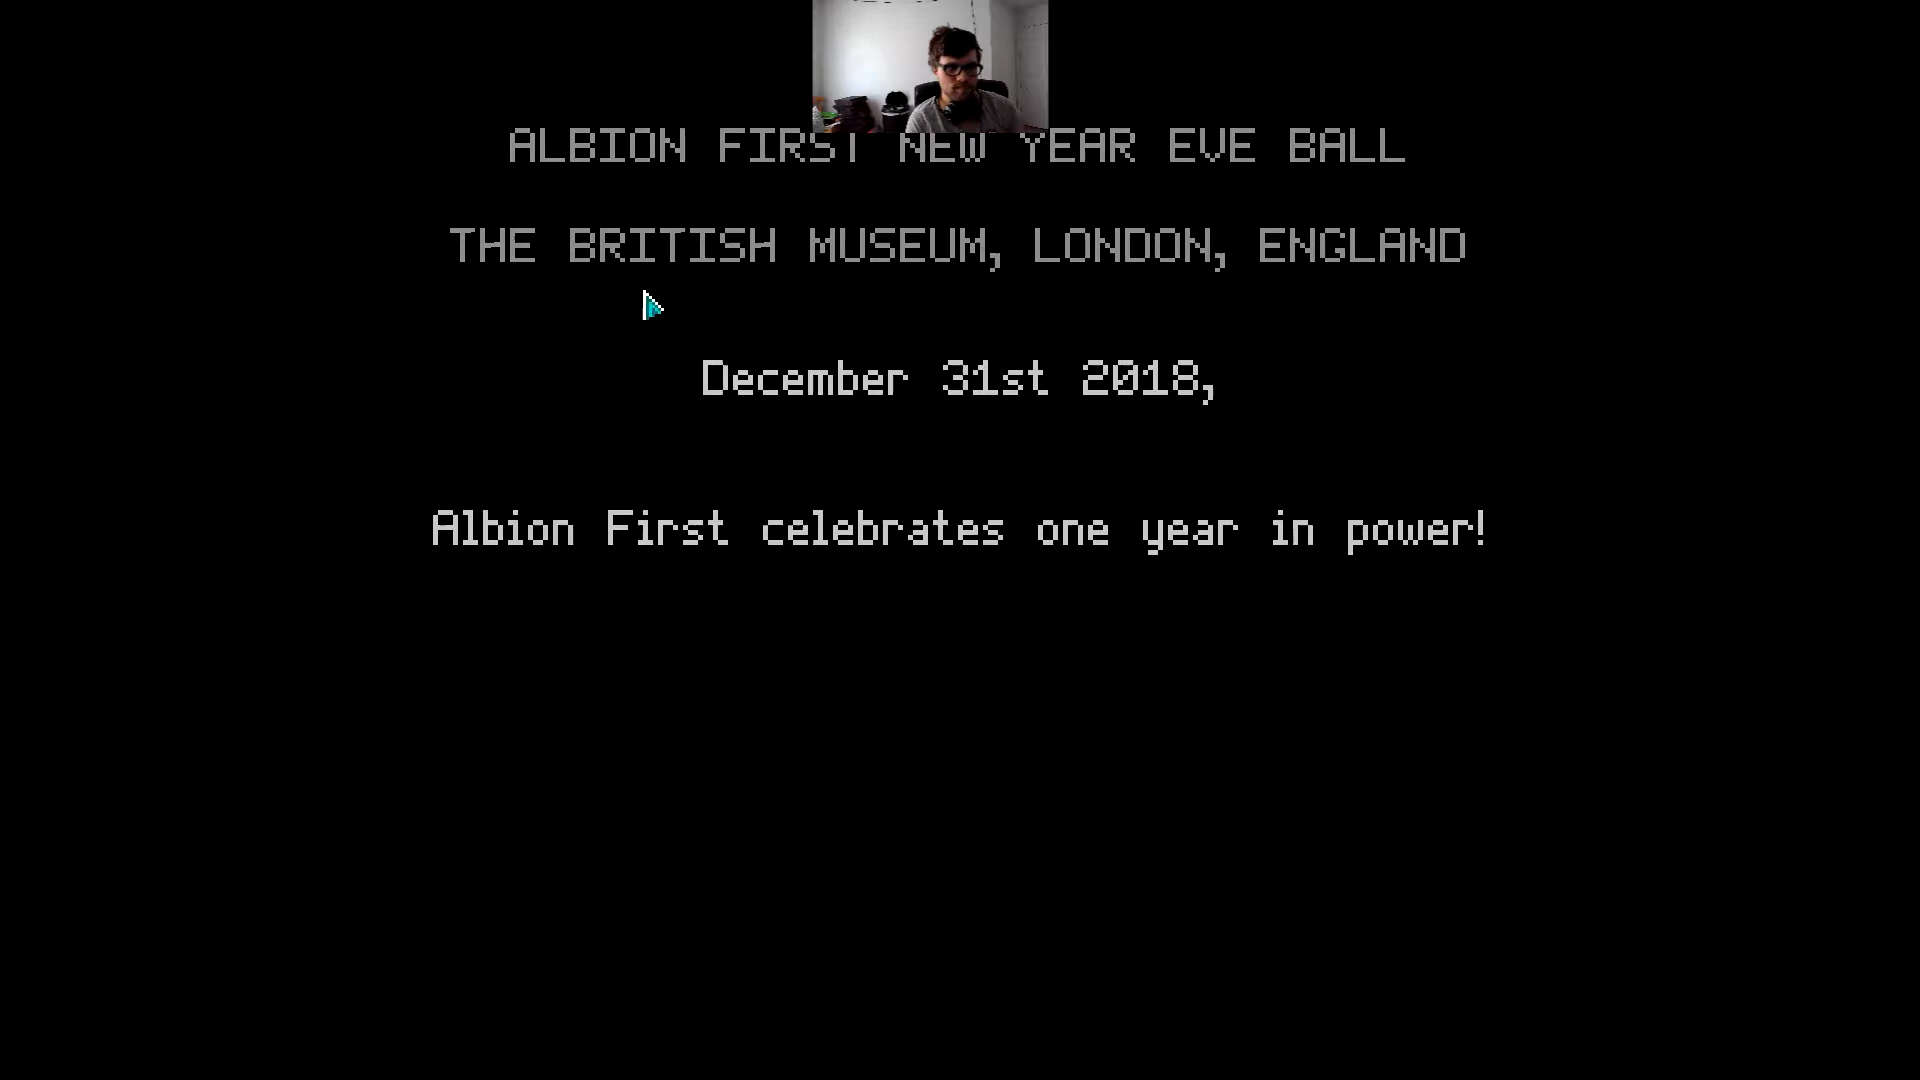 ALBION FIRST NEW YEAR EVE BALL
THE BRITISH MUSEUM, LONDON, ENGLAND
December 31st 2018,
Albion First celebrates one year in power!